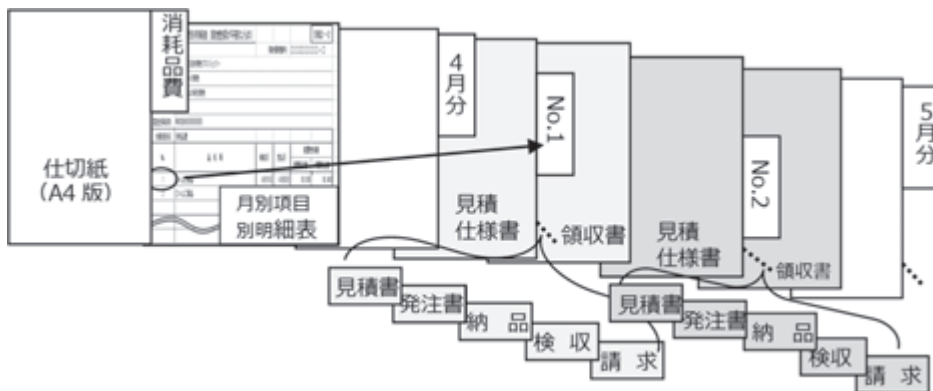 仕切紙
（A4 版）
消耗品費
月別項目
別明細表
4月分
見積
仕様書
No.1
領収書
見積
仕様書
No.2
領収書
5月分
見積書
発注書
納 品
検 収
請 求
見積書
発注書
納 品
検収
請 求